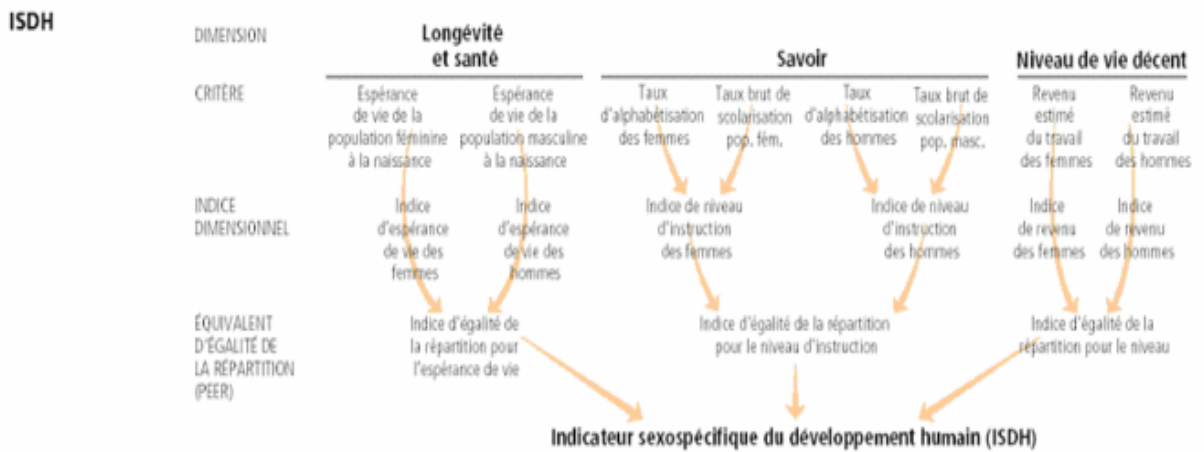 ISDH
DIMENSION
Longévité
et santé
Savoir
Niveau de vie décent
CRITÈRE
Espérance
de vie de la
population féminine
à la naissance
Espérance
de vie de la
population masculine
à la naissance
Taux
d'alphabétisation
des femmes
Taux brut de
scolarisation
pop. fém.
Taux
d'alphabétisation
des hommes
Taux brut de
scolarisation
pop. masc.
Revenu
estimé
du travail
des femmes
Revenu
estimé
du travail
des hommes
INDICE
DIMENSIONNEL
Indice
d'espérance
de vie des
femmes
Indice
d'espérance
de vie des
hommes
Indice de niveau
d'instruction
des femmes
Indice de niveau
d'instruction
des hommes
Indice
de revenu
des femmes
Indice
de revenu
des hommes
ÉQUIVALENT
D'ÉGALITÉ DE
LA RÉPARTITION
(PEER)
Indice d'égalité de
la répartition pour
l'espérance de vie
Indice d'égalité de la répartition
pour le niveau d'instruction
Indice d'égalité de la
répartition pour le niveau
Indicateur sexospécifique du développement humain (ISDH)